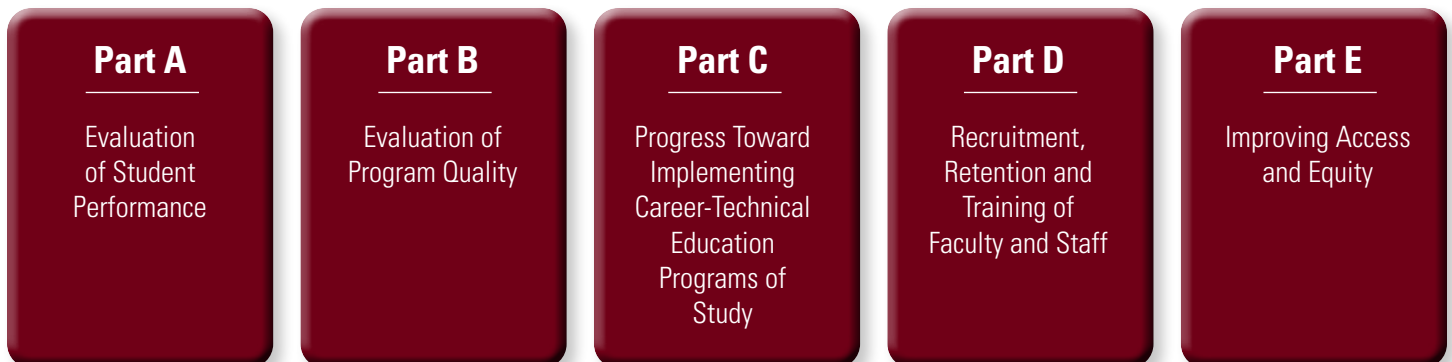 Part A
Evaluation
of Student
Performance
Part B
Evaluation of
Program Quality
Part C
Progress Toward
Implementing
Career-Technical
Education
Programs of
Study
Part D
Recruitment,
Retention and
Training of
Faculty and Staff
Part E
Improving Access
and Equity